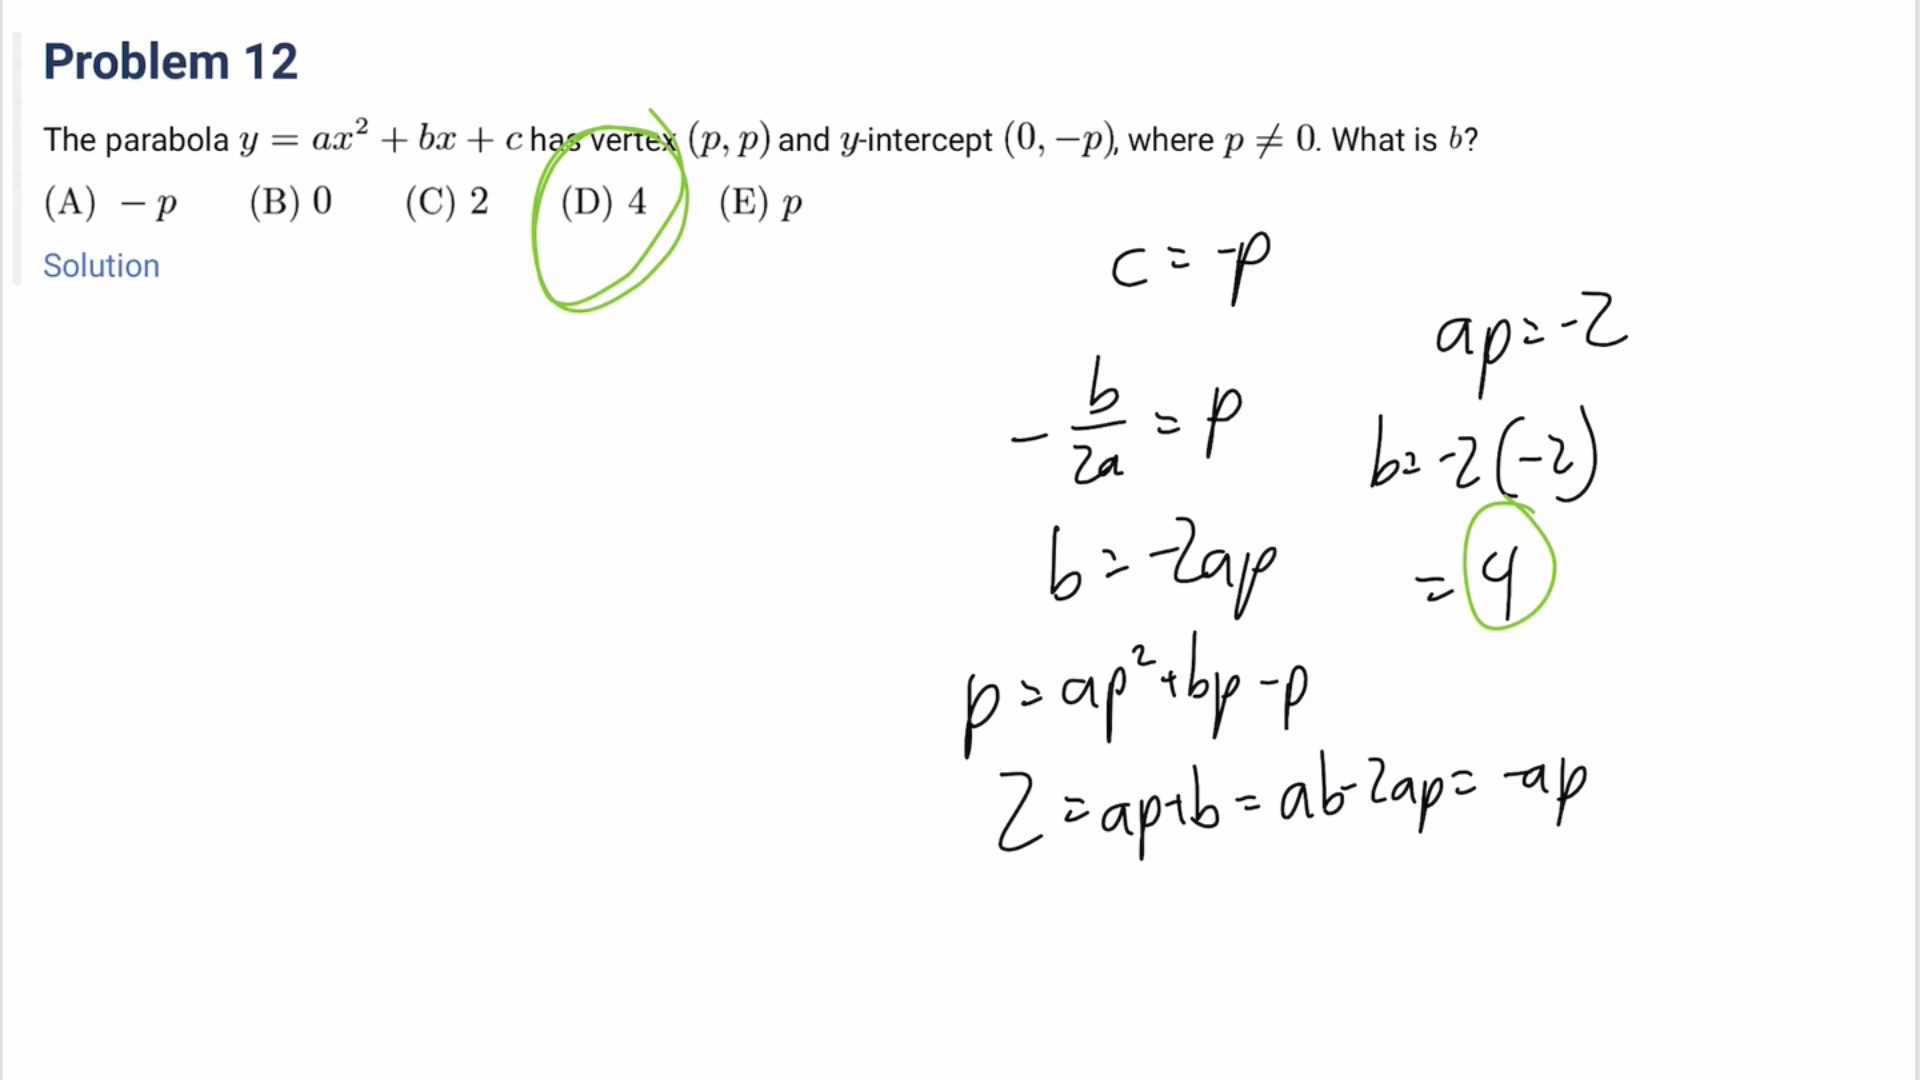 Problem 12
The parabola y = ax² + bx + c has vertex (p, p) and y-intercept (0, −p), where p ≠ 0. What is b?
(A) − p (B) 0 (C) 2 (D) 4 (E) p
Solution
c = -p
- b/2a = p
b = -2ap
p = ap² + bp - p
2 = ap+b = ab-2ap = -ap
ap = -2
b = -2(-2)
= 4